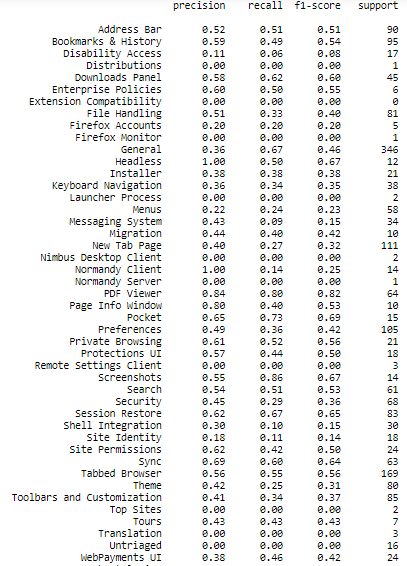 precision recall f1-score support
Address Bar 0.52 0.51 0.51 90
Bookmarks & History 0.59 0.49 0.54 95
Disability Access 0.11 0.06 0.08 17
Distributions 0.00 0.00 0.00 1
Downloads Panel 0.58 0.62 0.60 45
Enterprise Policies 0.60 0.50 0.55 6
Extension Compatibility 0.00 0.00 0.00 0
File Handling 0.51 0.33 0.40 81
Firefox Accounts 0.20 0.20 0.20 5
Firefox Monitor 0.00 0.00 0.00 1
General 0.36 0.67 0.46 346
Headless 1.00 0.50 0.67 12
Installer 0.38 0.38 0.38 21
Keyboard Navigation 0.36 0.34 0.35 38
Launcher Process 0.00 0.00 0.00 2
Menus 0.22 0.24 0.23 58
Messaging System 0.43 0.09 0.15 34
Migration 0.44 0.40 0.42 10
New Tab Page 0.40 0.27 0.32 111
Nimbus Desktop Client 0.00 0.00 0.00 2
Normandy Client 1.00 0.14 0.25 14
Normandy Server 0.00 0.00 0.00 1
PDF Viewer 0.84 0.80 0.82 64
Page Info Window 0.80 0.40 0.53 10
Pocket 0.65 0.73 0.69 15
Preferences 0.49 0.36 0.42 105
Private Browsing 0.61 0.52 0.56 21
Protections UI 0.57 0.44 0.50 18
Remote Settings Client 0.00 0.00 0.00 3
Screenshots 0.55 0.86 0.67 14
Search 0.54 0.51 0.53 61
Security 0.45 0.29 0.36 68
Session Restore 0.62 0.67 0.65 83
Shell Integration 0.30 0.10 0.15 30
Site Identity 0.18 0.11 0.14 18
Site Permissions 0.62 0.42 0.50 24
Sync 0.69 0.60 0.64 63
Tabbed Browser 0.56 0.55 0.56 169
Theme 0.42 0.25 0.31 80
Toolbars and Customization 0.41 0.34 0.37 85
Top Sites 0.00 0.00 0.00 2
Tours 0.43 0.43 0.43 7
Translation 0.00 0.00 0.00 3
Untriaged 0.00 0.00 0.00 16
WebPayments UI 0.38 0.46 0.42 24